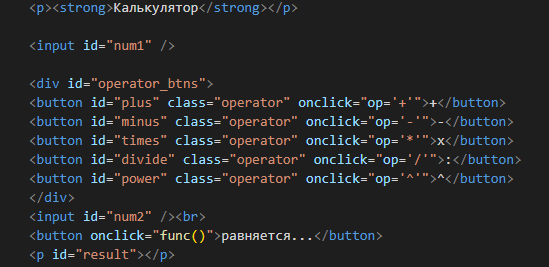 <p><strong>Калькулятор</strong></p>
<input id="num1" />
<div id="operator_btns">
<button id="plus" class="operator" onclick="op='+'">+</button>
<button id="minus" class="operator" onclick="op='-'">-</button>
<button id="times" class="operator" onclick="op='*'">x</button>
<button id="divide" class="operator" onclick="op='/'">:</button>
<button id="power" class="operator" onclick="op='^'">^</button>
</div>
<input id="num2" /><br>
<button onclick="func()">равняется...</button>
<p id="result"></p>